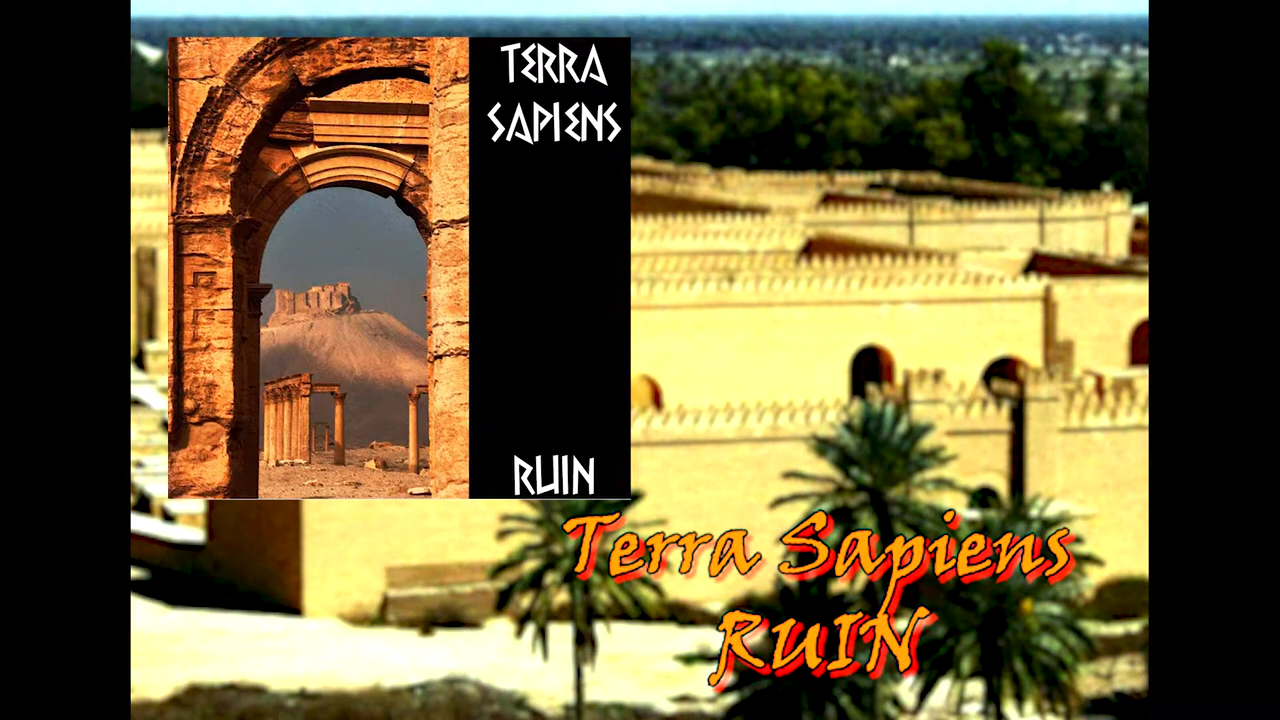 TERRA
SAPIENS
RUIN
Terra Sapiens
RUIN